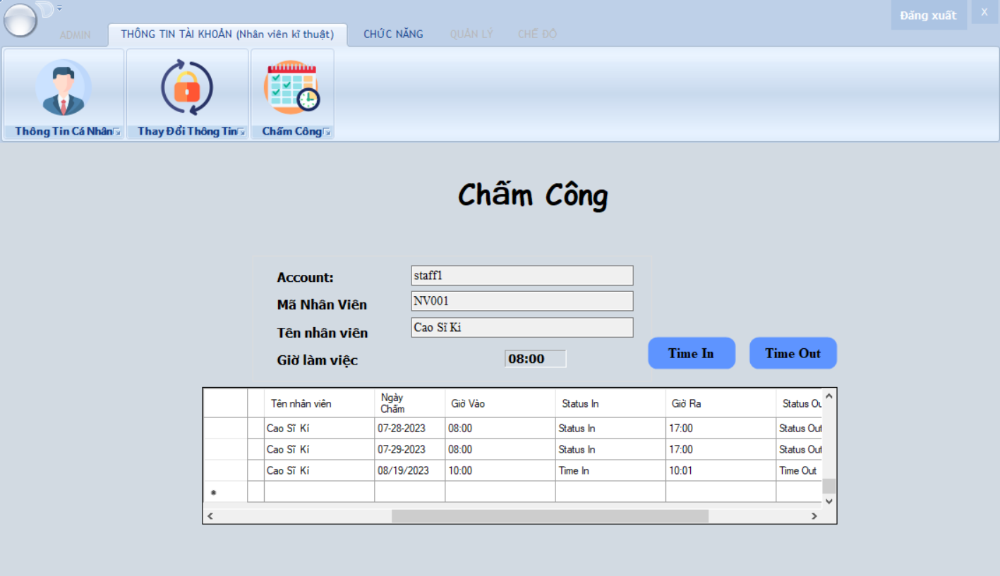 Đăng xuất X
ADMIN THÔNG TIN TÀI KHOẢN (Nhân viên kĩ thuật) CHỨC NĂNG QUẢN LÝ CHẾ ĐỘ
Thông Tin Cá Nhân Thay Đổi Thông Tin Chấm Công
Chấm Công
Account: staff1
Mã Nhân Viên NV001
Tên nhân viên Cao Sĩ Ki
Giờ làm việc 08:00 Time In Time Out
Tên nhân viên Ngày Chấm Giờ Vào Status In Giờ Ra Status Ou
Cao Sĩ Kí 07-28-2023 08:00 Status In 17:00 Status Out
Cao Sĩ Kí 07-29-2023 08:00 Status In 17:00 Status Out
Cao Sĩ Kí 08/19/2023 10:00 Time In 10:01 Time Out